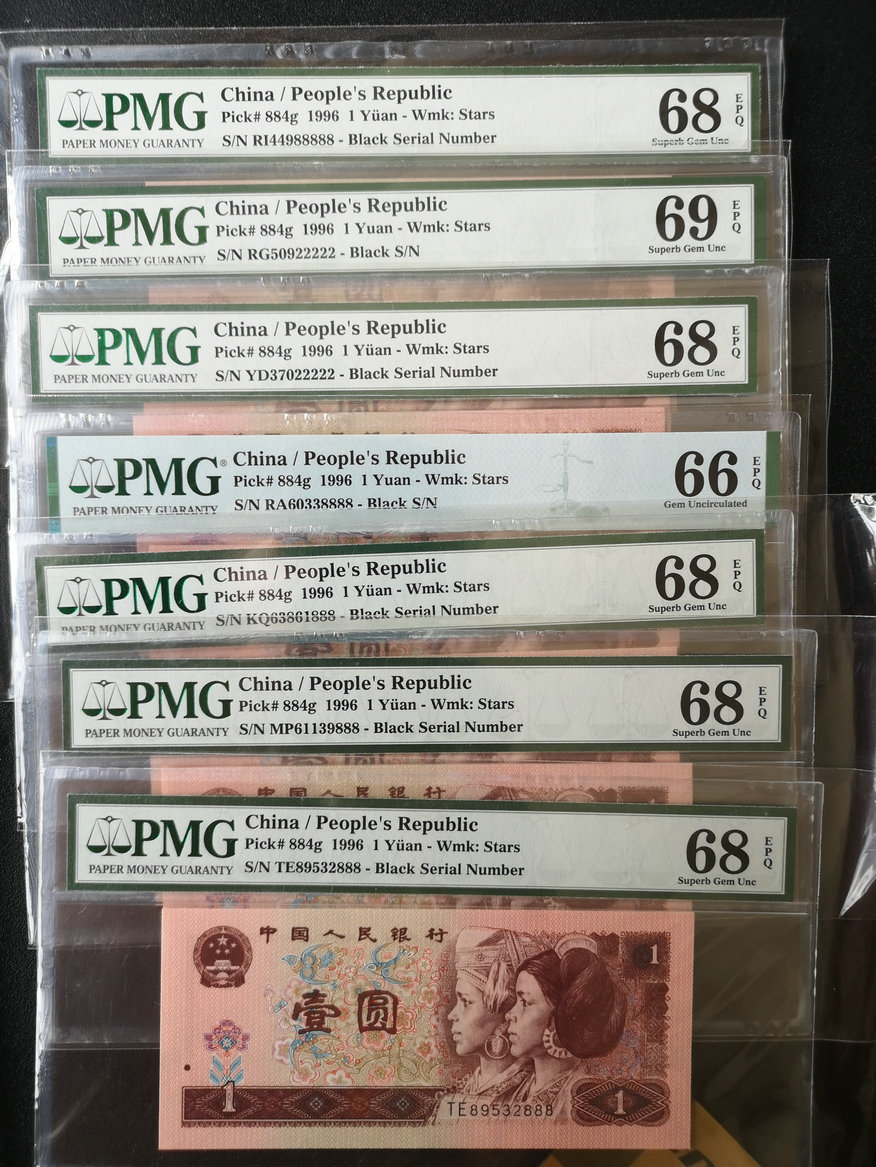 PMG
PAPER MONEY GUARANTY
China / People's Republic
Pick# 884g 1996 1 Yüan - Wmk: Stars
S/N RI44988888 - Black Serial Number
68
EPQ
Superb Gem Unc
PMG
PAPER MONEY GUARANTY
China / People's Republic
Pick# 884g 1996 1 Yuan - Wmk: Stars
S/N RG50922222 - Black S/N
69
EPQ
Superb Gem Unc
PMG
PAPER MONEY GUARANTY
China / People's Republic
Pick# 884g 1996 1 Yüan - Wmk: Stars
S/N YD37022222 - Black Serial Number
68
EPQ
Superb Gem Unc
PMG®
PAPER MONEY GUARANTY
China / People's Republic
Pick# 884g 1996 1 Yuan - Wmk: Stars
S/N RA60338888 - Black S/N
66
EPQ
Gem Uncirculated
PMG
PAPER MONEY GUARANTY
China / People's Republic
Pick# 884g 1996 1 Yüan - Wmk: Stars
S/N KQ63861888 - Black Serial Number
68
EPQ
Superb Gem Unc
PMG
PAPER MONEY GUARANTY
China / People's Republic
Pick# 884g 1996 1 Yüan - Wmk: Stars
S/N MP61139888 - Black Serial Number
68
EPQ
Superb Gem Unc
中国人民银行
PMG
PAPER MONEY GUARANTY
China / People's Republic
Pick# 884g 1996 1 Yüan - Wmk: Stars
S/N TE89532888 - Black Serial Number
68
EPQ
Superb Gem Unc
中国人民银行
1
壹圆
1
TE89532888
1